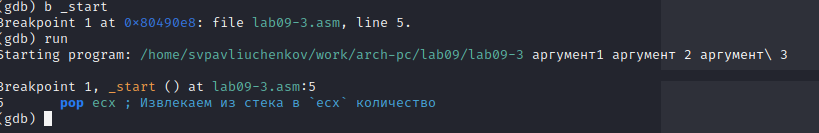 (gdb) b _start
Breakpoint 1 at 0×80490e8: file lab09-3.asm, line 5.
(gdb) run
Starting program: /home/svpavliuchenkov/work/arch-pc/lab09/lab09-3 аргумент1 аргумент 2 аргумент\ 3
Breakpoint 1, _start () at lab09-3.asm:5
5 pop ecx ; Извлекаем из стека в `ecx` количество
(gdb)